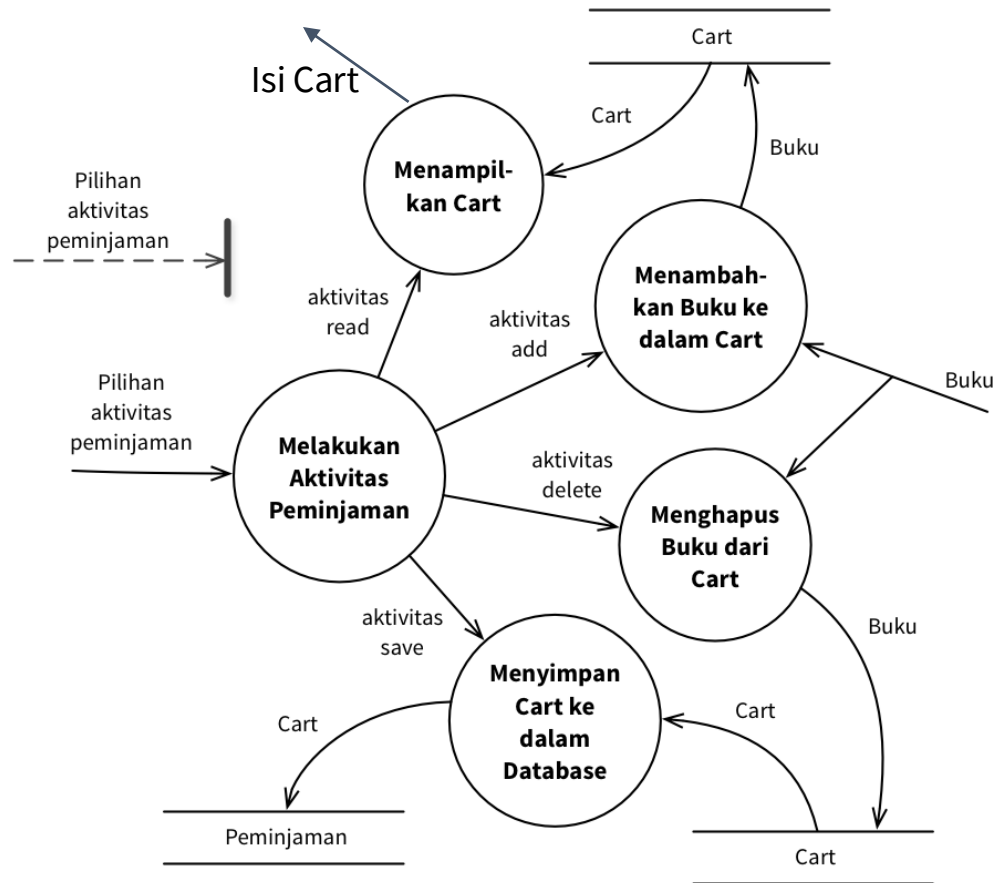 Cart
Isi Cart
Cart
Menampil-
kan Cart
Buku
Pilihan
aktivitas
peminjaman
Menambah-
kan Buku ke
dalam Cart
aktivitas
read
aktivitas
add
Pilihan
aktivitas
peminjaman
Buku
Melakukan
Aktivitas
Peminjaman
aktivitas
delete
Menghapus
Buku dari
Cart
aktivitas
save
Buku
Menyimpan
Cart ke
dalam
Database
Cart
Cart
Peminjaman
Cart